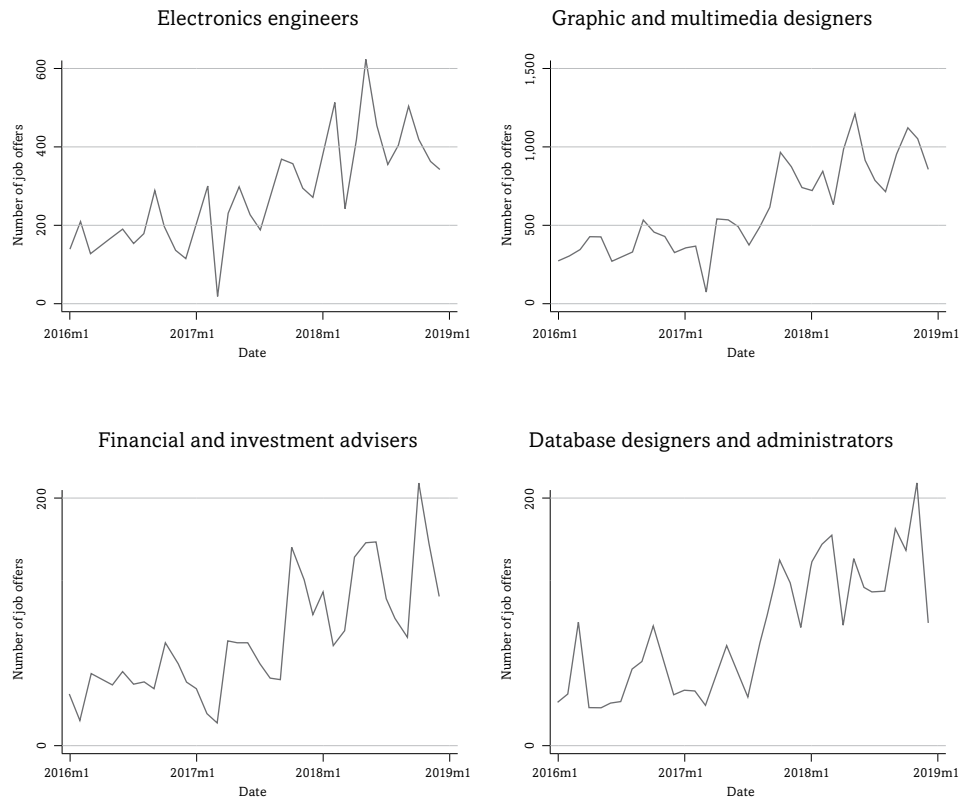 Electronics engineers
Number of job offers
600
400
200
0
2016m1 2017m1 2018m1 2019m1
Date
Graphic and multimedia designers
Number of job offers
1,500
1,000
500
0
2016m1 2017m1 2018m1 2019m1
Date
Financial and investment advisers
Number of job offers
200
0
2016m1 2017m1 2018m1 2019m1
Date
Database designers and administrators
Number of job offers
200
0
2016m1 2017m1 2018m1 2019m1
Date